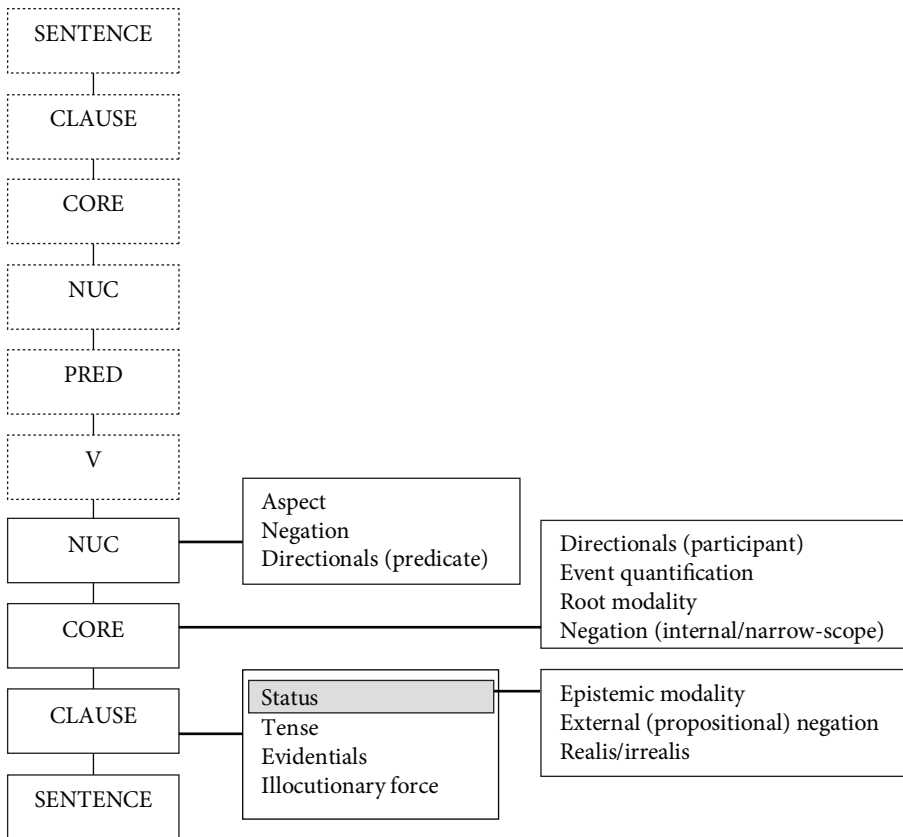 SENTENCE
CLAUSE
CORE
NUC
PRED
V
NUC
Aspect
Negation
Directionals (predicate)
CORE
Directionals (participant)
Event quantification
Root modality
Negation (internal/narrow-scope)
CLAUSE
Status
Tense
Evidentials
Illocutionary force
Epistemic modality
External (propositional) negation
Realis/irrealis
SENTENCE